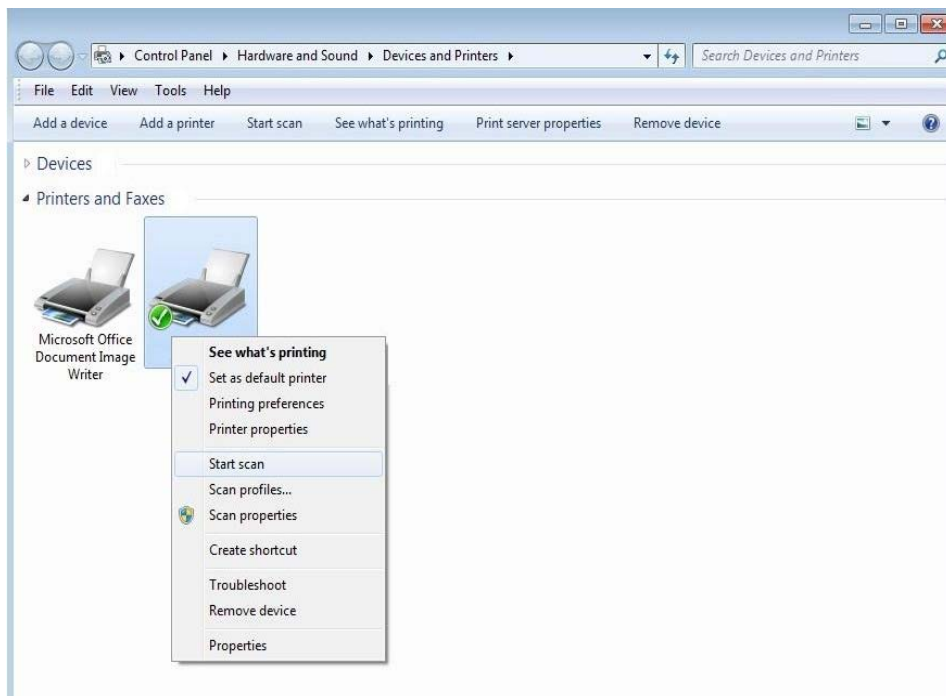 Control Panel Hardware and Sound Devices and Printers Search Devices and Printers
File Edit View Tools Help
Add a device Add a printer Start scan See what's printing Print server properties Remove device
Devices
Printers and Faxes
Microsoft Office
Document Image
Writer
See what's printing
Set as default printer
Printing preferences
Printer properties
Start scan
Scan profiles...
Scan properties
Create shortcut
Troubleshoot
Remove device
Properties